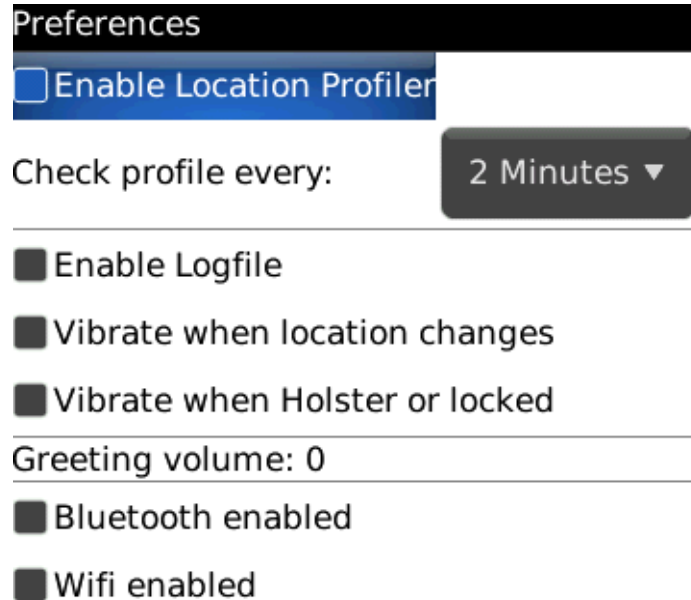 Preferences
Enable Location Profiler
Check profile every: 2 Minutes
Enable Logfile
Vibrate when location changes
Vibrate when Holster or locked
Greeting volume: 0
Bluetooth enabled
Wifi enabled